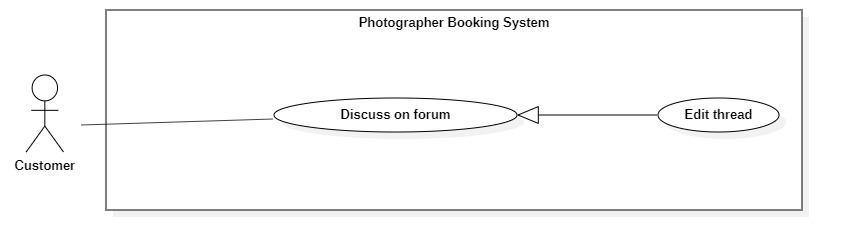 Photographer Booking System
Discuss on forum
Edit thread
Customer